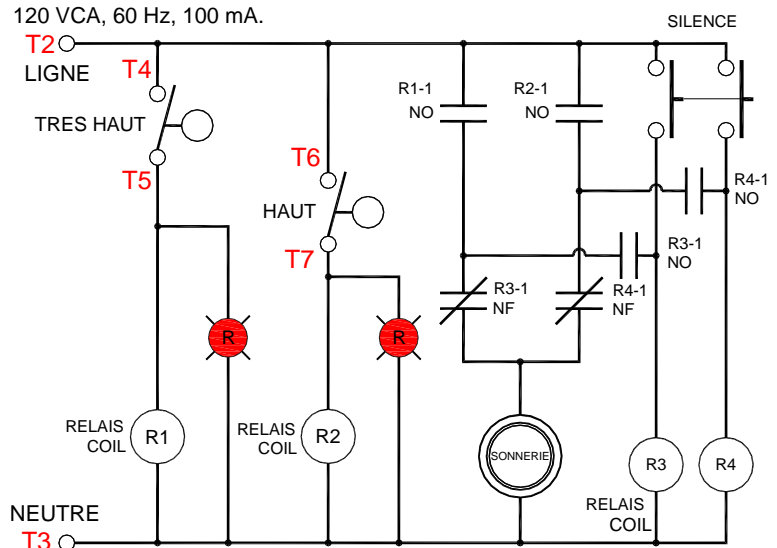 120 VCA, 60 Hz, 100 mA.
T2
LIGNE
T4
TRES HAUT
T5
T6
HAUT
T7
SILENCE
R1-1
NO
R2-1
NO
R4-1
NO
R3-1
NO
R3-1
NF
R4-1
NF
R
R
RELAIS
COIL
R1
RELAIS
COIL
R2
SONNERIE
R3
R4
RELAIS
COIL
NEUTRE
T3